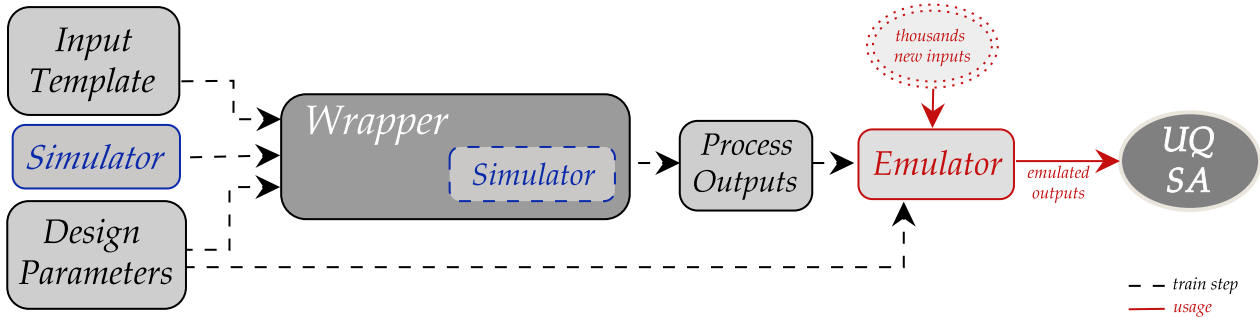 Input
Template
Simulator
Design
Parameters
Wrapper
Simulator
Process
Outputs
thousands
new inputs
Emulator
emulated
outputs
UQ
SA
train step
usage